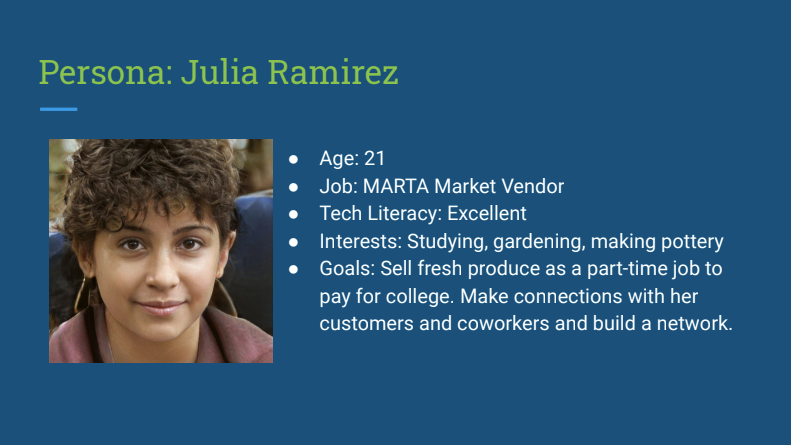 Persona: Julia Ramirez
● Age: 21
● Job: MARTA Market Vendor
● Tech Literacy: Excellent
● Interests: Studying, gardening, making pottery
● Goals: Sell fresh produce as a part-time job to
pay for college. Make connections with her
customers and coworkers and build a network.